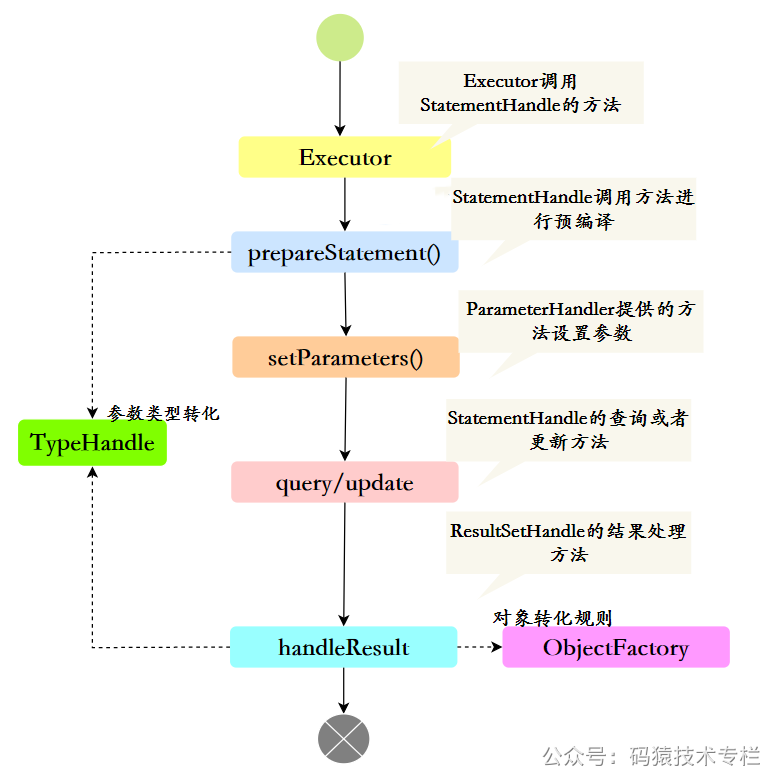 Executor调用
StatementHandle的方法
Executor
StatementHandle调用方法进
行预编译
prepareStatement()
ParameterHandler提供的方
法设置参数
setParameters()
参数类型转化
TypeHandle
StatementHandle的查询或者
更新方法
query/update
ResultSetHandle的结果处理
方法
对象转化规则
handleResult
ObjectFactory
公众号：码猿技术专栏